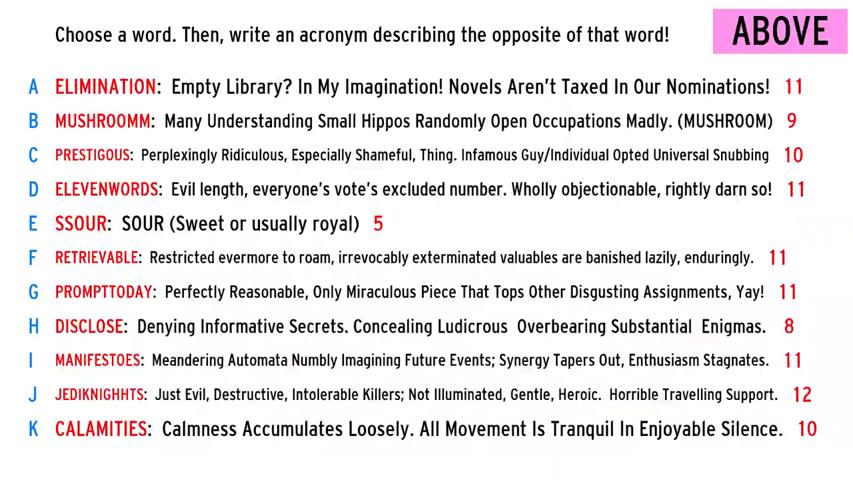 Choose a word. Then, write an acronym describing the opposite of that word!
ABOVE
A ELIMINATION: Empty Library? In My Imagination! Novels Aren't Taxed In Our Nominations! 11
B MUSHROOMM: Many Understanding Small Hippos Randomly Open Occupations Madly. (MUSHROOM) 9
C PRESTIGOUS: Perplexingly Ridiculous, Especially Shameful, Thing. Infamous Guy/Individual Opted Universal Snubbing 10
D ELEVENWORDS: Evil length, everyone's vote's excluded number. Wholly objectionable, rightly darn so! 11
E SSOUR: SOUR (Sweet or usually royal) 5
F RETRIEVABLE: Restricted evermore to roam, irrevocably exterminated valuables are banished lazily, enduringly. 11
G PROMPTTODAY: Perfectly Reasonable, Only Miraculous Piece That Tops Other Disgusting Assignments, Yay! 11
H DISCLOSE: Denying Informative Secrets. Concealing Ludicrous Overbearing Substantial Enigmas. 8
I MANIFESTOES: Meandering Automata Numbly Imagining Future Events; Synergy Tapers Out, Enthusiasm Stagnates. 11
J JEDIKNIGHHTS: Just Evil, Destructive, Intolerable Killers; Not Illuminated, Gentle, Heroic. Horrible Travelling Support. 12
K CALAMITIES: Calmness Accumulates Loosely. All Movement Is Tranquil In Enjoyable Silence. 10